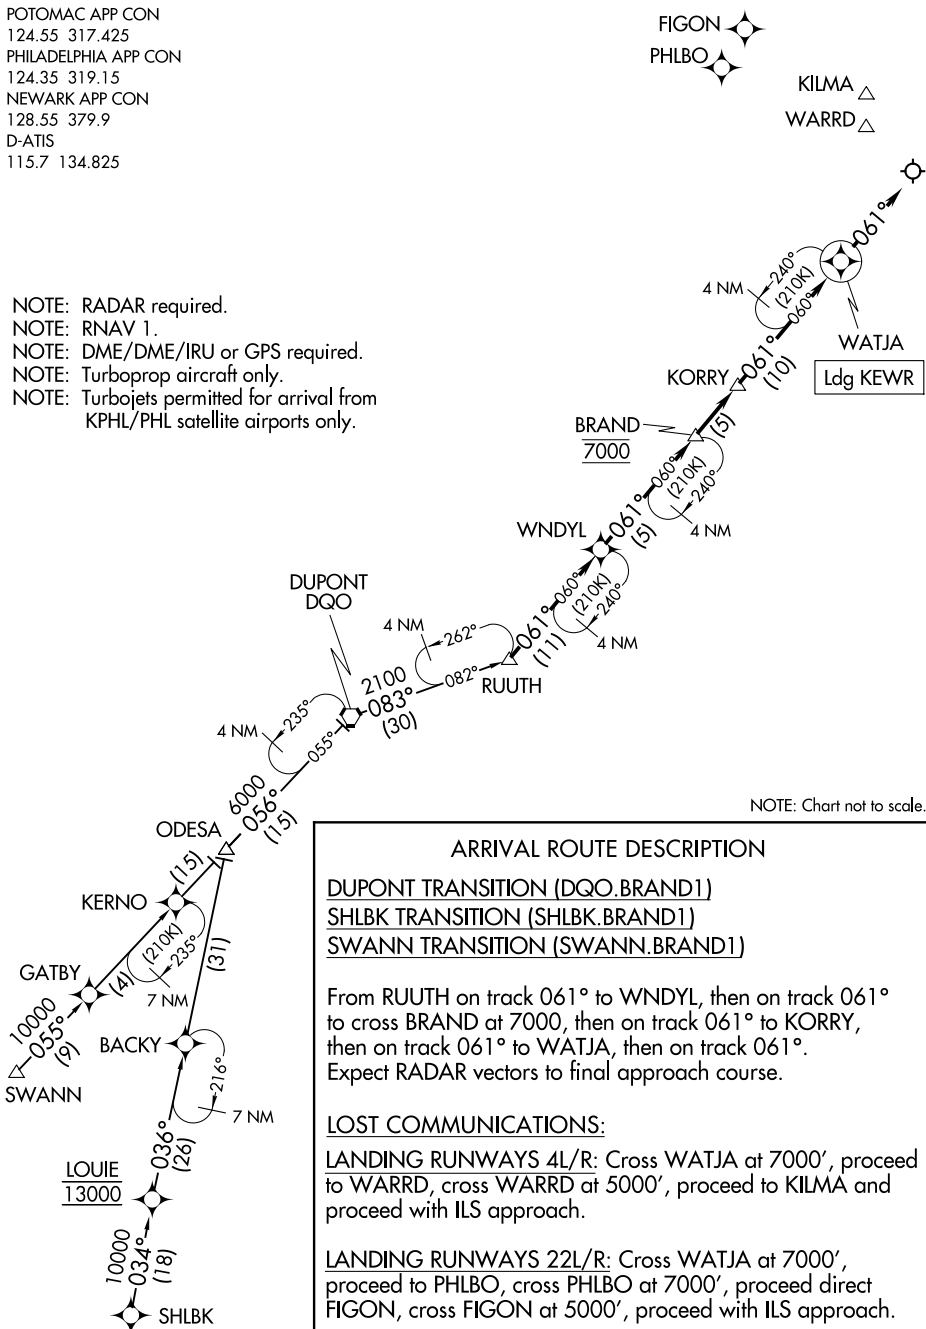 POTOMAC APP CON
124.55 317.425
PHILADELPHIA APP CON
124.35 319.15
NEWARK APP CON
128.55 379.9
D-ATIS
115.7 134.825
FIGON
PHLBO
KILMA
WARRD
NOTE: RADAR required.
NOTE: RNAV 1.
NOTE: DME/DME/IRU or GPS required.
NOTE: Turboprop aircraft only.
NOTE: Turbojets permitted for arrival from
KPHL/PHL satellite airports only.
061°
240°
(210K)
060°
4 NM
WATJA
Ldg KEWR
KORRY
061°
(10)
BRAND
7000
(5)
060°
(210K)
240°
4 NM
WNDYL
061°
(5)
060°
(210K)
240°
4 NM
DUPONT
DQO
4 NM
262°
061°
(11)
RUUTH
2100
083°
(30)
082°
4 NM
235°
055°
6000
056°
(15)
ODESA
(15)
KERNO
(210K)
235°
7 NM
(31)
GATBY
(4)
10000
055°
(9)
SWANN
BACKY
216°
7 NM
036°
(26)
LOUIE
13000
10000
034°
(18)
SHLBK
NOTE: Chart not to scale.
ARRIVAL ROUTE DESCRIPTION
DUPONT TRANSITION (DQO.BRAND1)
SHLBK TRANSITION (SHLBK.BRAND1)
SWANN TRANSITION (SWANN.BRAND1)
From RUUTH on track 061° to WNDYL, then on track 061°
to cross BRAND at 7000, then on track 061° to KORRY,
then on track 061° to WATJA, then on track 061°.
Expect RADAR vectors to final approach course.
LOST COMMUNICATIONS:
LANDING RUNWAYS 4L/R: Cross WATJA at 7000’, proceed
to WARRD, cross WARRD at 5000’, proceed to KILMA and
proceed with ILS approach.
LANDING RUNWAYS 22L/R: Cross WATJA at 7000’,
proceed to PHLBO, cross PHLBO at 7000’, proceed direct
FIGON, cross FIGON at 5000’, proceed with ILS approach.